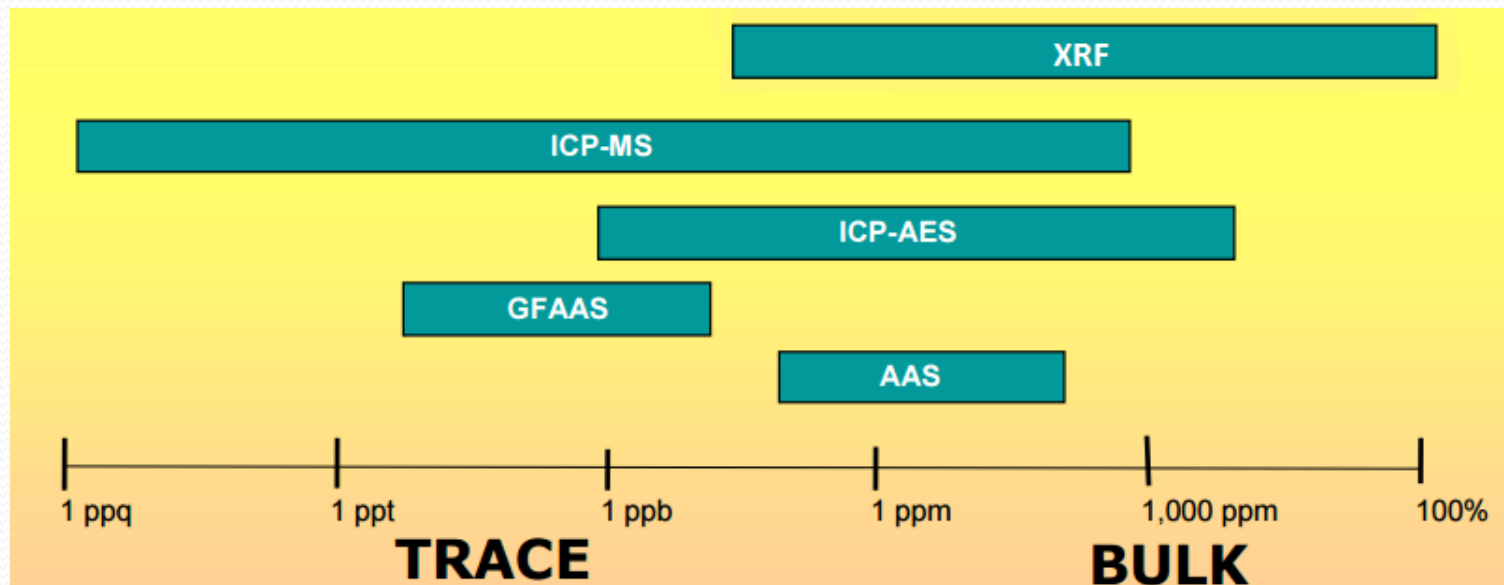 XRF
ICP-MS
ICP-AES
GFAAS
AAS
1 ppq 1 ppt 1 ppb 1 ppm 1,000 ppm 100%
TRACE BULK